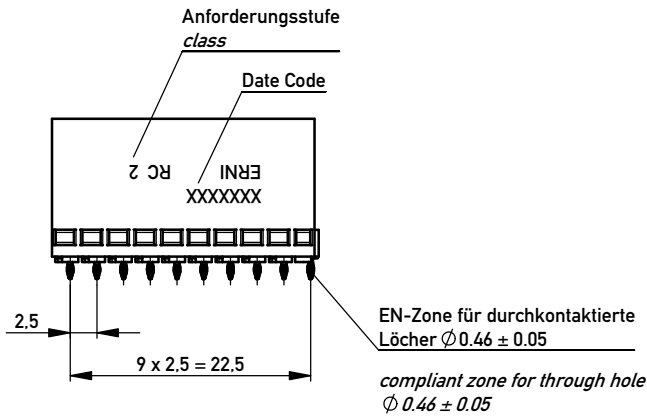 Anforderungsstufe
class
Date Code
RC 2
ERNI
XXXXXXX
2,5
9 x 2,5 = 22,5
EN-Zone für durchkontaktierte
Löcher ∅ 0.46 ± 0.05
compliant zone for through hole
∅ 0.46 ± 0.05